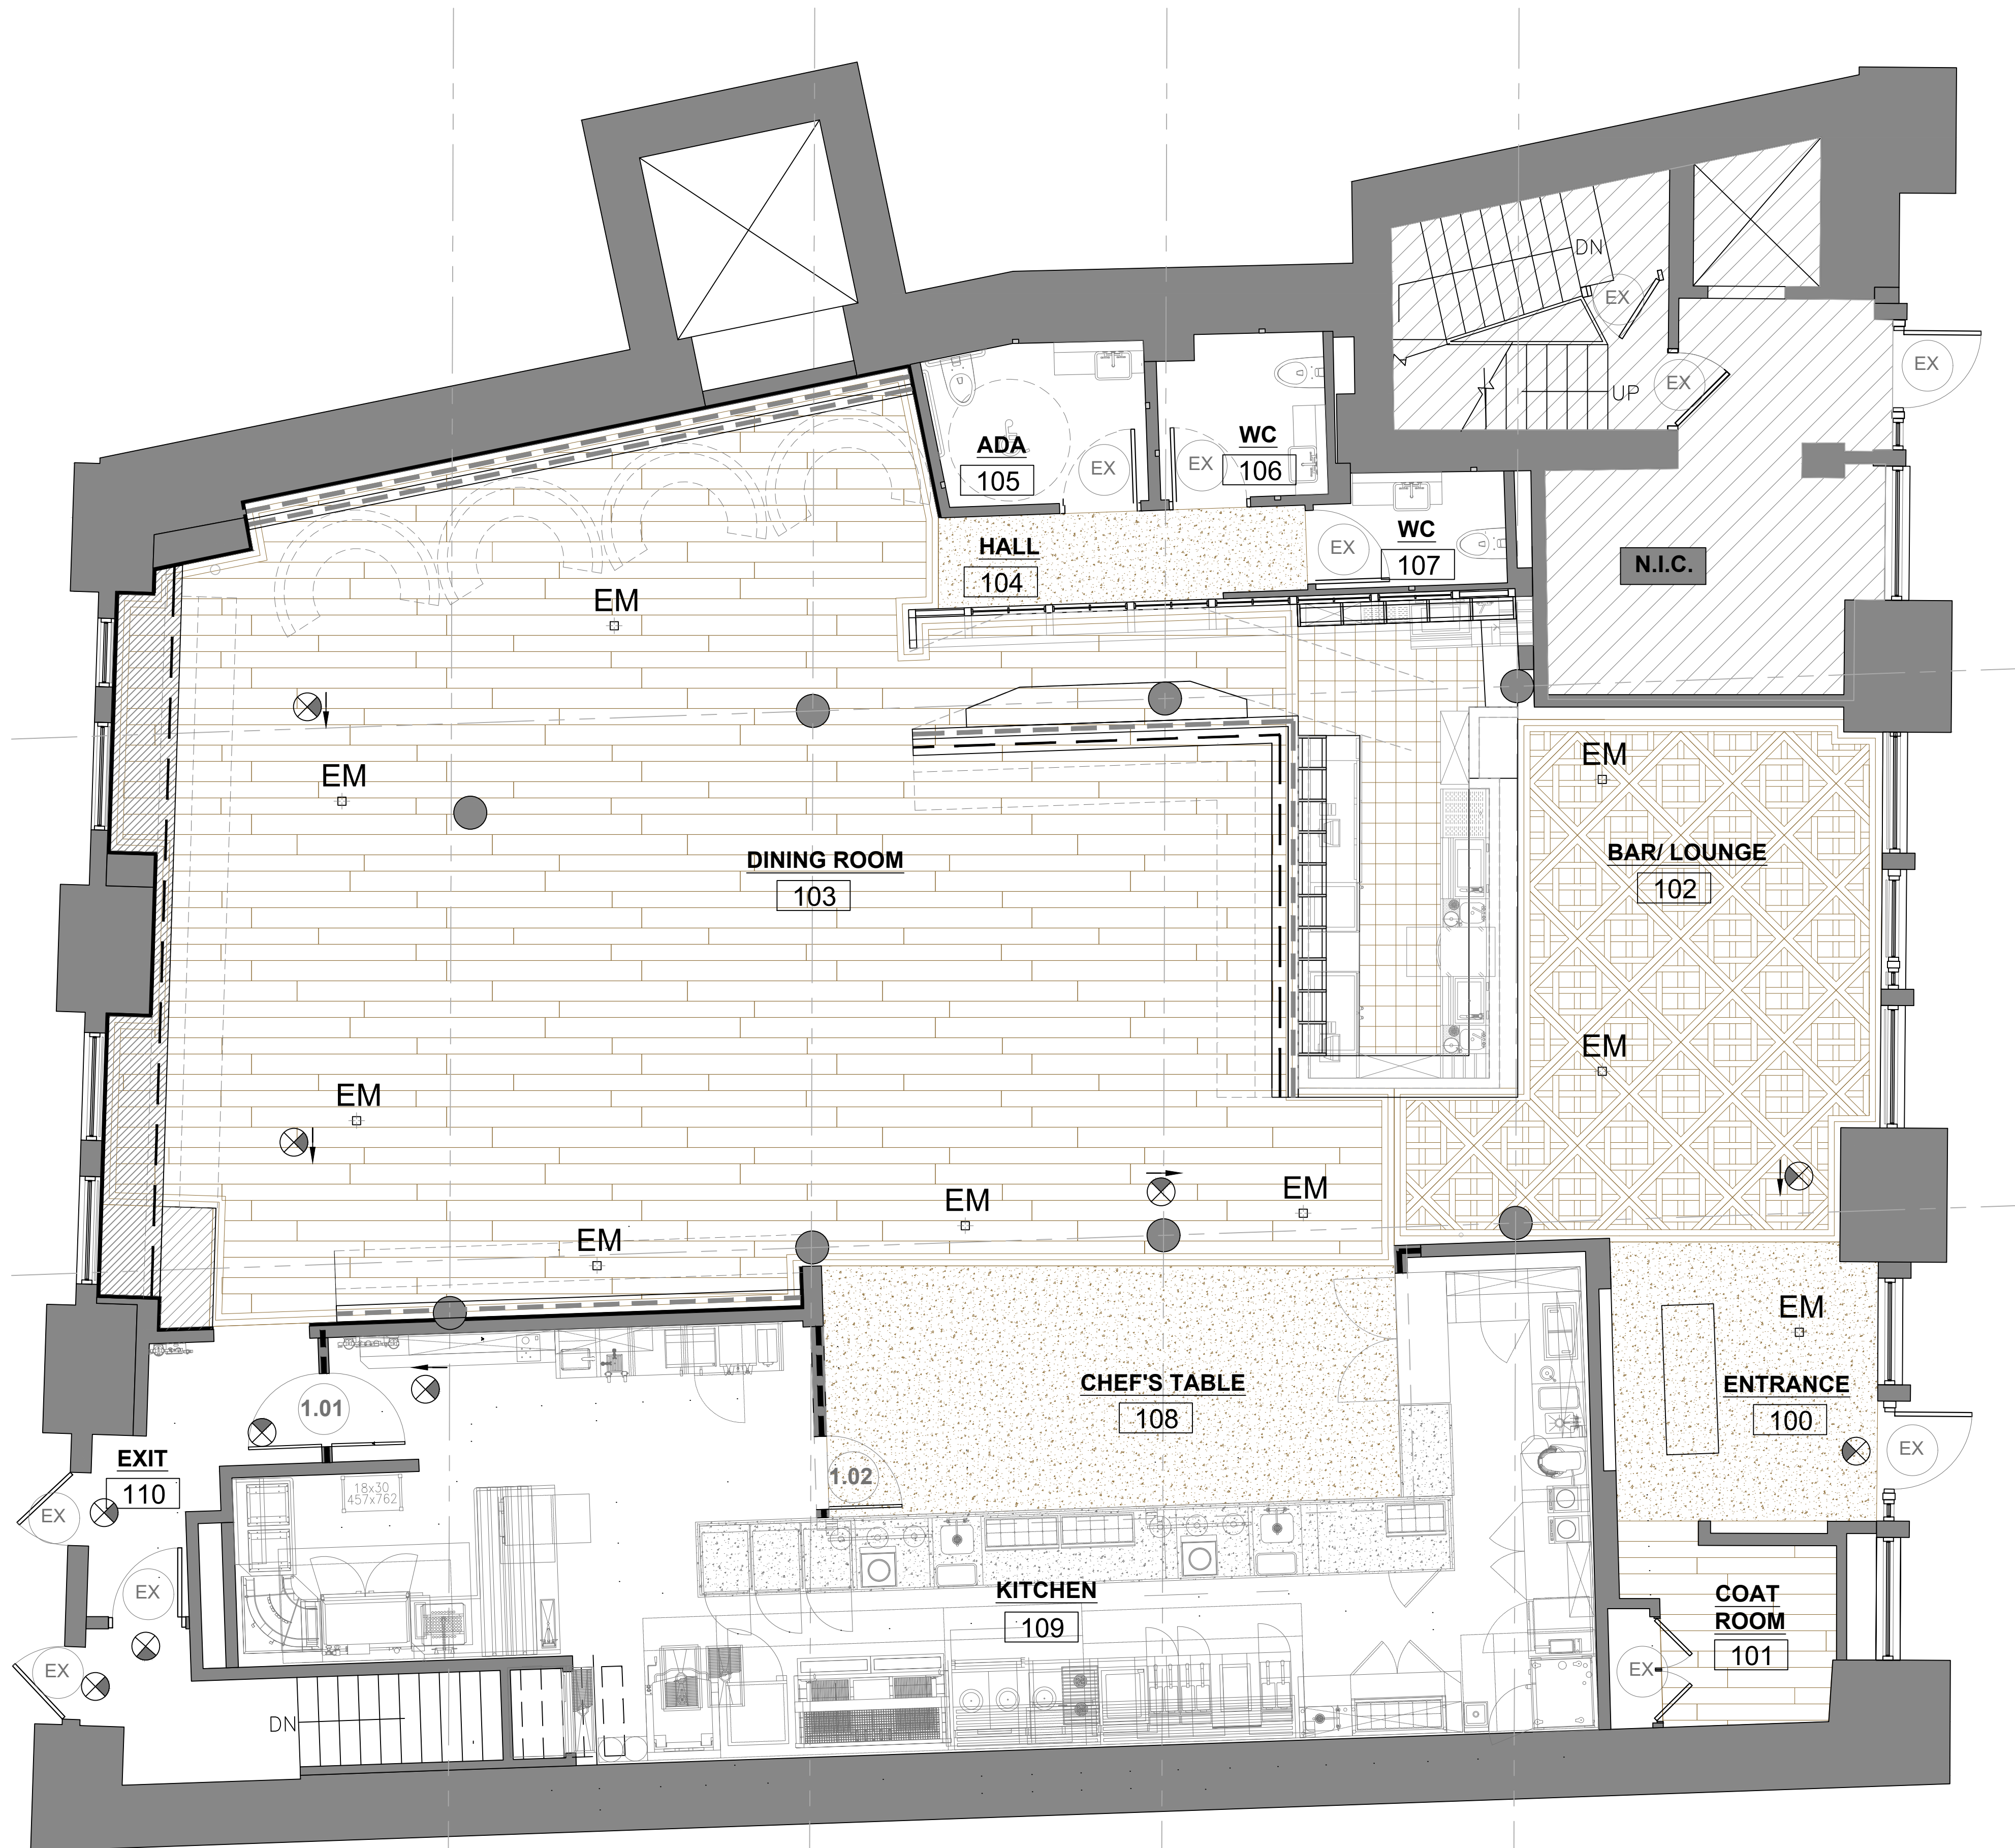 DN
EX
EX
EX
UP
ADA
105
EX
WC
106
EX
HALL
104
EX
WC
107
N.I.C.
EM
EM
EM
DINING ROOM
103
BAR/ LOUNGE
102
EM
EM
EM
EM
EM
EM
1.01
CHEF'S TABLE
108
ENTRANCE
100
EX
EXIT
110
18x30
457x762
1.02
EX
EX
KITCHEN
109
COAT
ROOM
101
EX
EX
DN